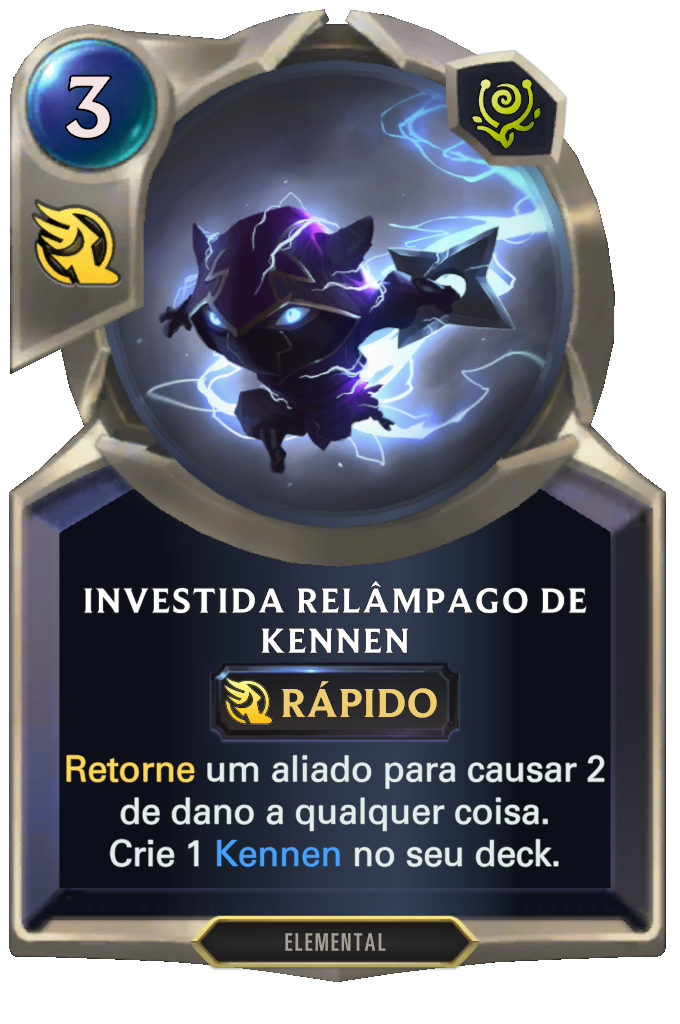 3
INVESTIDA RELÂMPAGO DE
KENNEN
RÁPIDO
Retorne um aliado para causar 2
de dano a qualquer coisa.
Crie 1 Kennen no seu deck.
ELEMENTAL